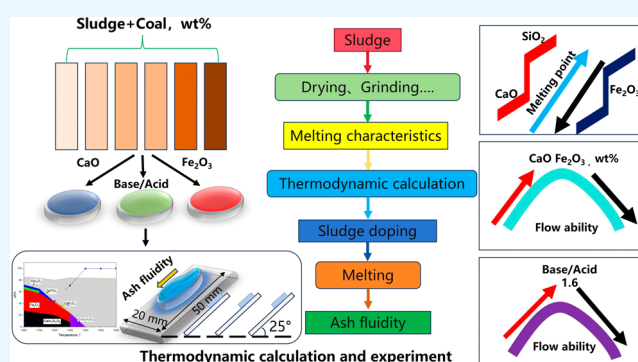 Sludge+Coal, wt%
CaO
Fe₂O₃
Base/Acid
Ash fluidity
50 mm
20 mm
25°
Sludge
Drying、Grinding....
Melting characteristics
Thermodynamic calculation
Sludge doping
Melting
Ash fluidity
Thermodynamic calculation and experiment
SiO₂
CaO
Melting point
Fe₂O₃
CaO Fe₂O₃, wt%
Flow ability
Base/Acid
1.6
Flow ability